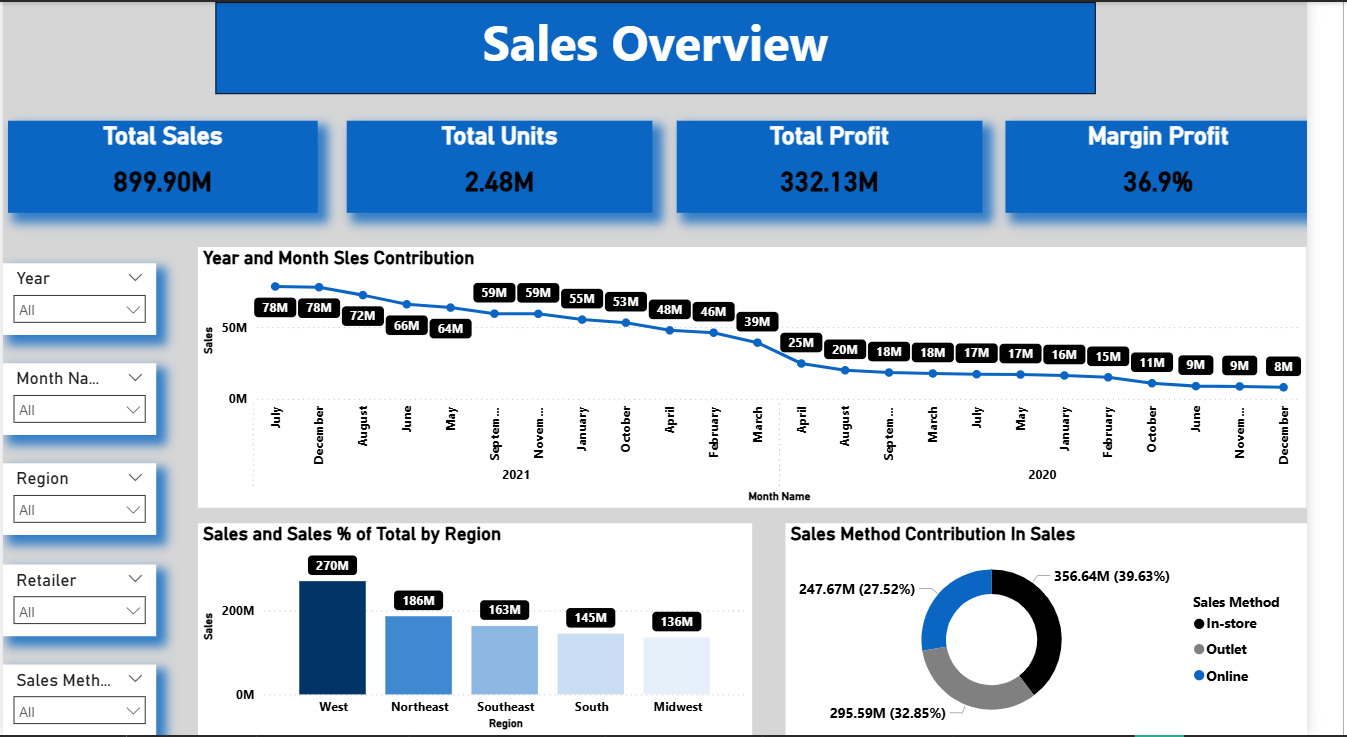 Sales Overview
Total Sales
899.90M
Total Units
2.48M
Total Profit
332.13M
Margin Profit
36.9%
Year
All
Month Na...
All
Region
All
Retailer
All
Sales Meth...
All
Year and Month Sles Contribution
Sales
50M
0M
78M 78M 72M 66M 64M 59M 59M 55M 53M 48M 46M 39M 25M 20M 18M 18M 17M 17M 16M 15M 11M 9M 9M 8M
July December August June May Septem... Novem... January October April February March April August Septem... March July May January February October June Novem... December
2021 2020
Month Name
Sales and Sales % of Total by Region
Sales
200M
0M
270M 186M 163M 145M 136M
West Northeast Southeast South Midwest
Region
Sales Method Contribution In Sales
247.67M (27.52%)
356.64M (39.63%)
295.59M (32.85%)
Sales Method
In-store
Outlet
Online